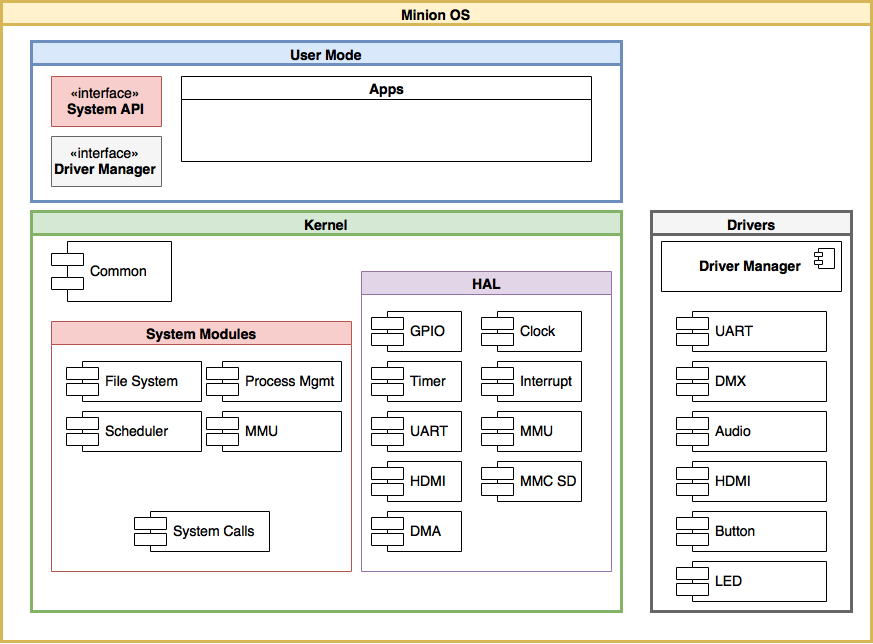 Minion OS
User Mode
«interface»
System API
Apps
«interface»
Driver Manager
Kernel
Common
System Modules
File System
Process Mgmt
Scheduler
MMU
System Calls
HAL
GPIO
Clock
Timer
Interrupt
UART
MMU
HDMI
MMC SD
DMA
Drivers
Driver Manager
UART
DMX
Audio
HDMI
Button
LED